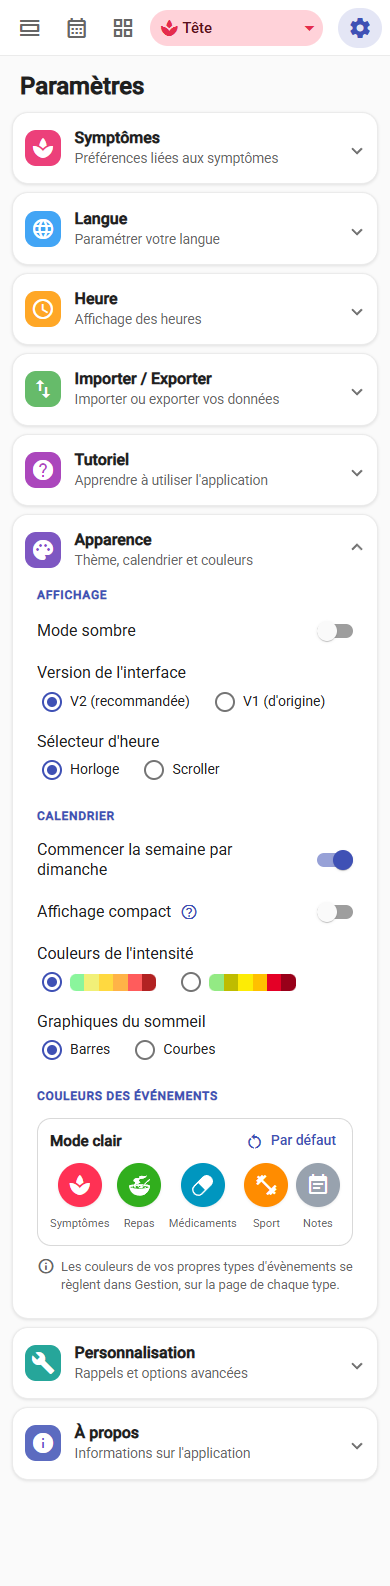 Tête
Paramètres
Symptômes
Préférences liées aux symptômes
Langue
Paramétrer votre langue
Heure
Affichage des heures
Importer / Exporter
Importer ou exporter vos données
Tutoriel
Apprendre à utiliser l'application
Apparence
Thème, calendrier et couleurs
AFFICHAGE
Mode sombre
Version de l'interface
V2 (recommandée) V1 (d'origine)
Sélecteur d'heure
Horloge Scroller
CALENDRIER
Commencer la semaine par
dimanche
Affichage compact
Couleurs de l'intensité
Graphiques du sommeil
Barres Courbes
COULEURS DES ÉVÉNEMENTS
Mode clair Par défaut
Symptômes Repas Médicaments Sport Notes
Les couleurs de vos propres types d'évènements se
règlent dans Gestion, sur la page de chaque type.
Personnalisation
Rappels et options avancées
À propos
Informations sur l'application